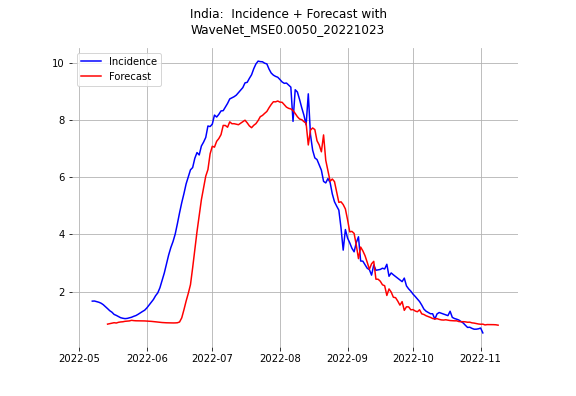 India:  Incidence + Forecast with
WaveNet_MSE0.0050_20221023
Incidence
Forecast
10
8
6
4
2
2022-05 2022-06 2022-07 2022-08 2022-09 2022-10 2022-11